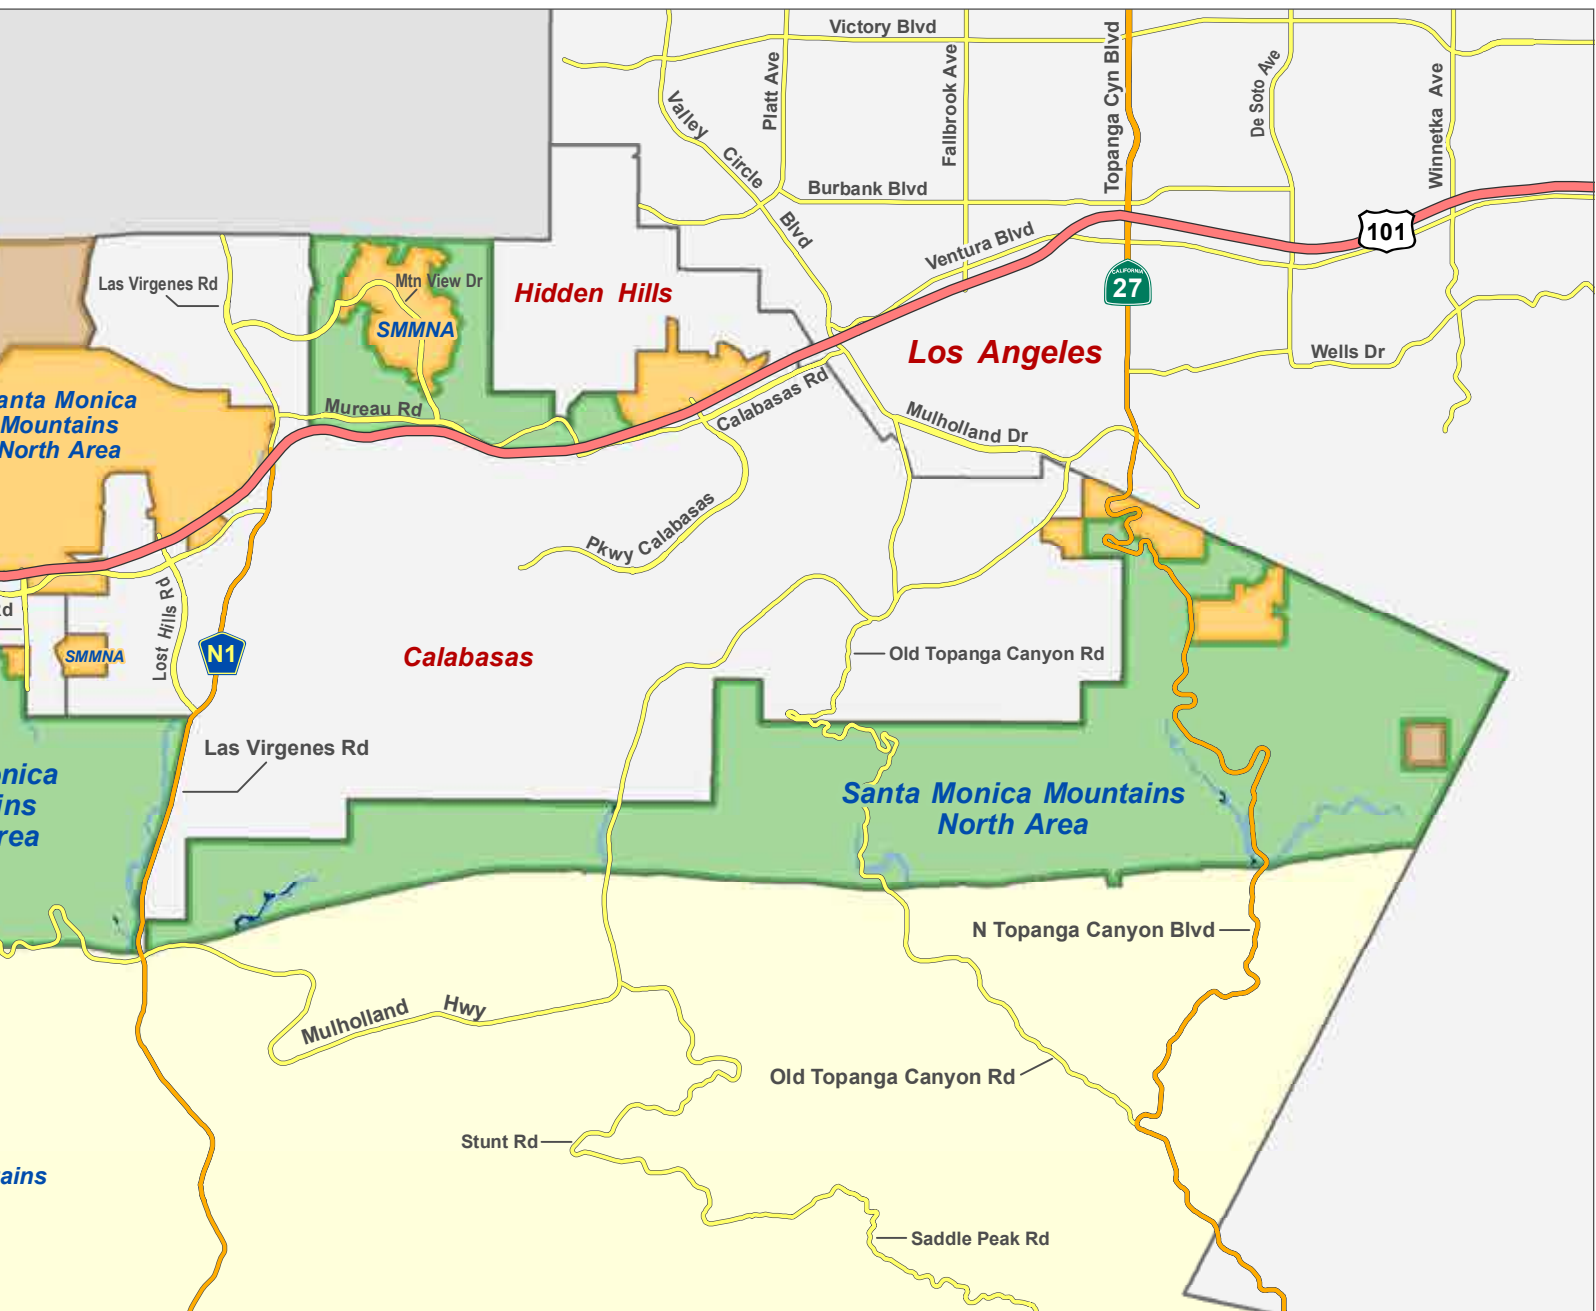 Victory Blvd
Platt Ave
Fallbrook Ave
Topanga Cyn Blvd
De Soto Ave
Winnetka Ave
Valley Circle Blvd
Burbank Blvd
101
Ventura Blvd
Las Virgenes Rd
Mtn View Dr
Hidden Hills
CALIFORNIA
27
SMMNA
Los Angeles
Wells Dr
anta Monica
Mountains
North Area
Mureau Rd
Calabasas Rd
Mulholland Dr
Pkwy Calabasas
Rd
Lost Hills Rd
N1
SMMNA
Calabasas
Old Topanga Canyon Rd
Las Virgenes Rd
onica
ins
rea
Santa Monica Mountains
North Area
N Topanga Canyon Blvd
Mulholland Hwy
Old Topanga Canyon Rd
Stunt Rd
ains
Saddle Peak Rd